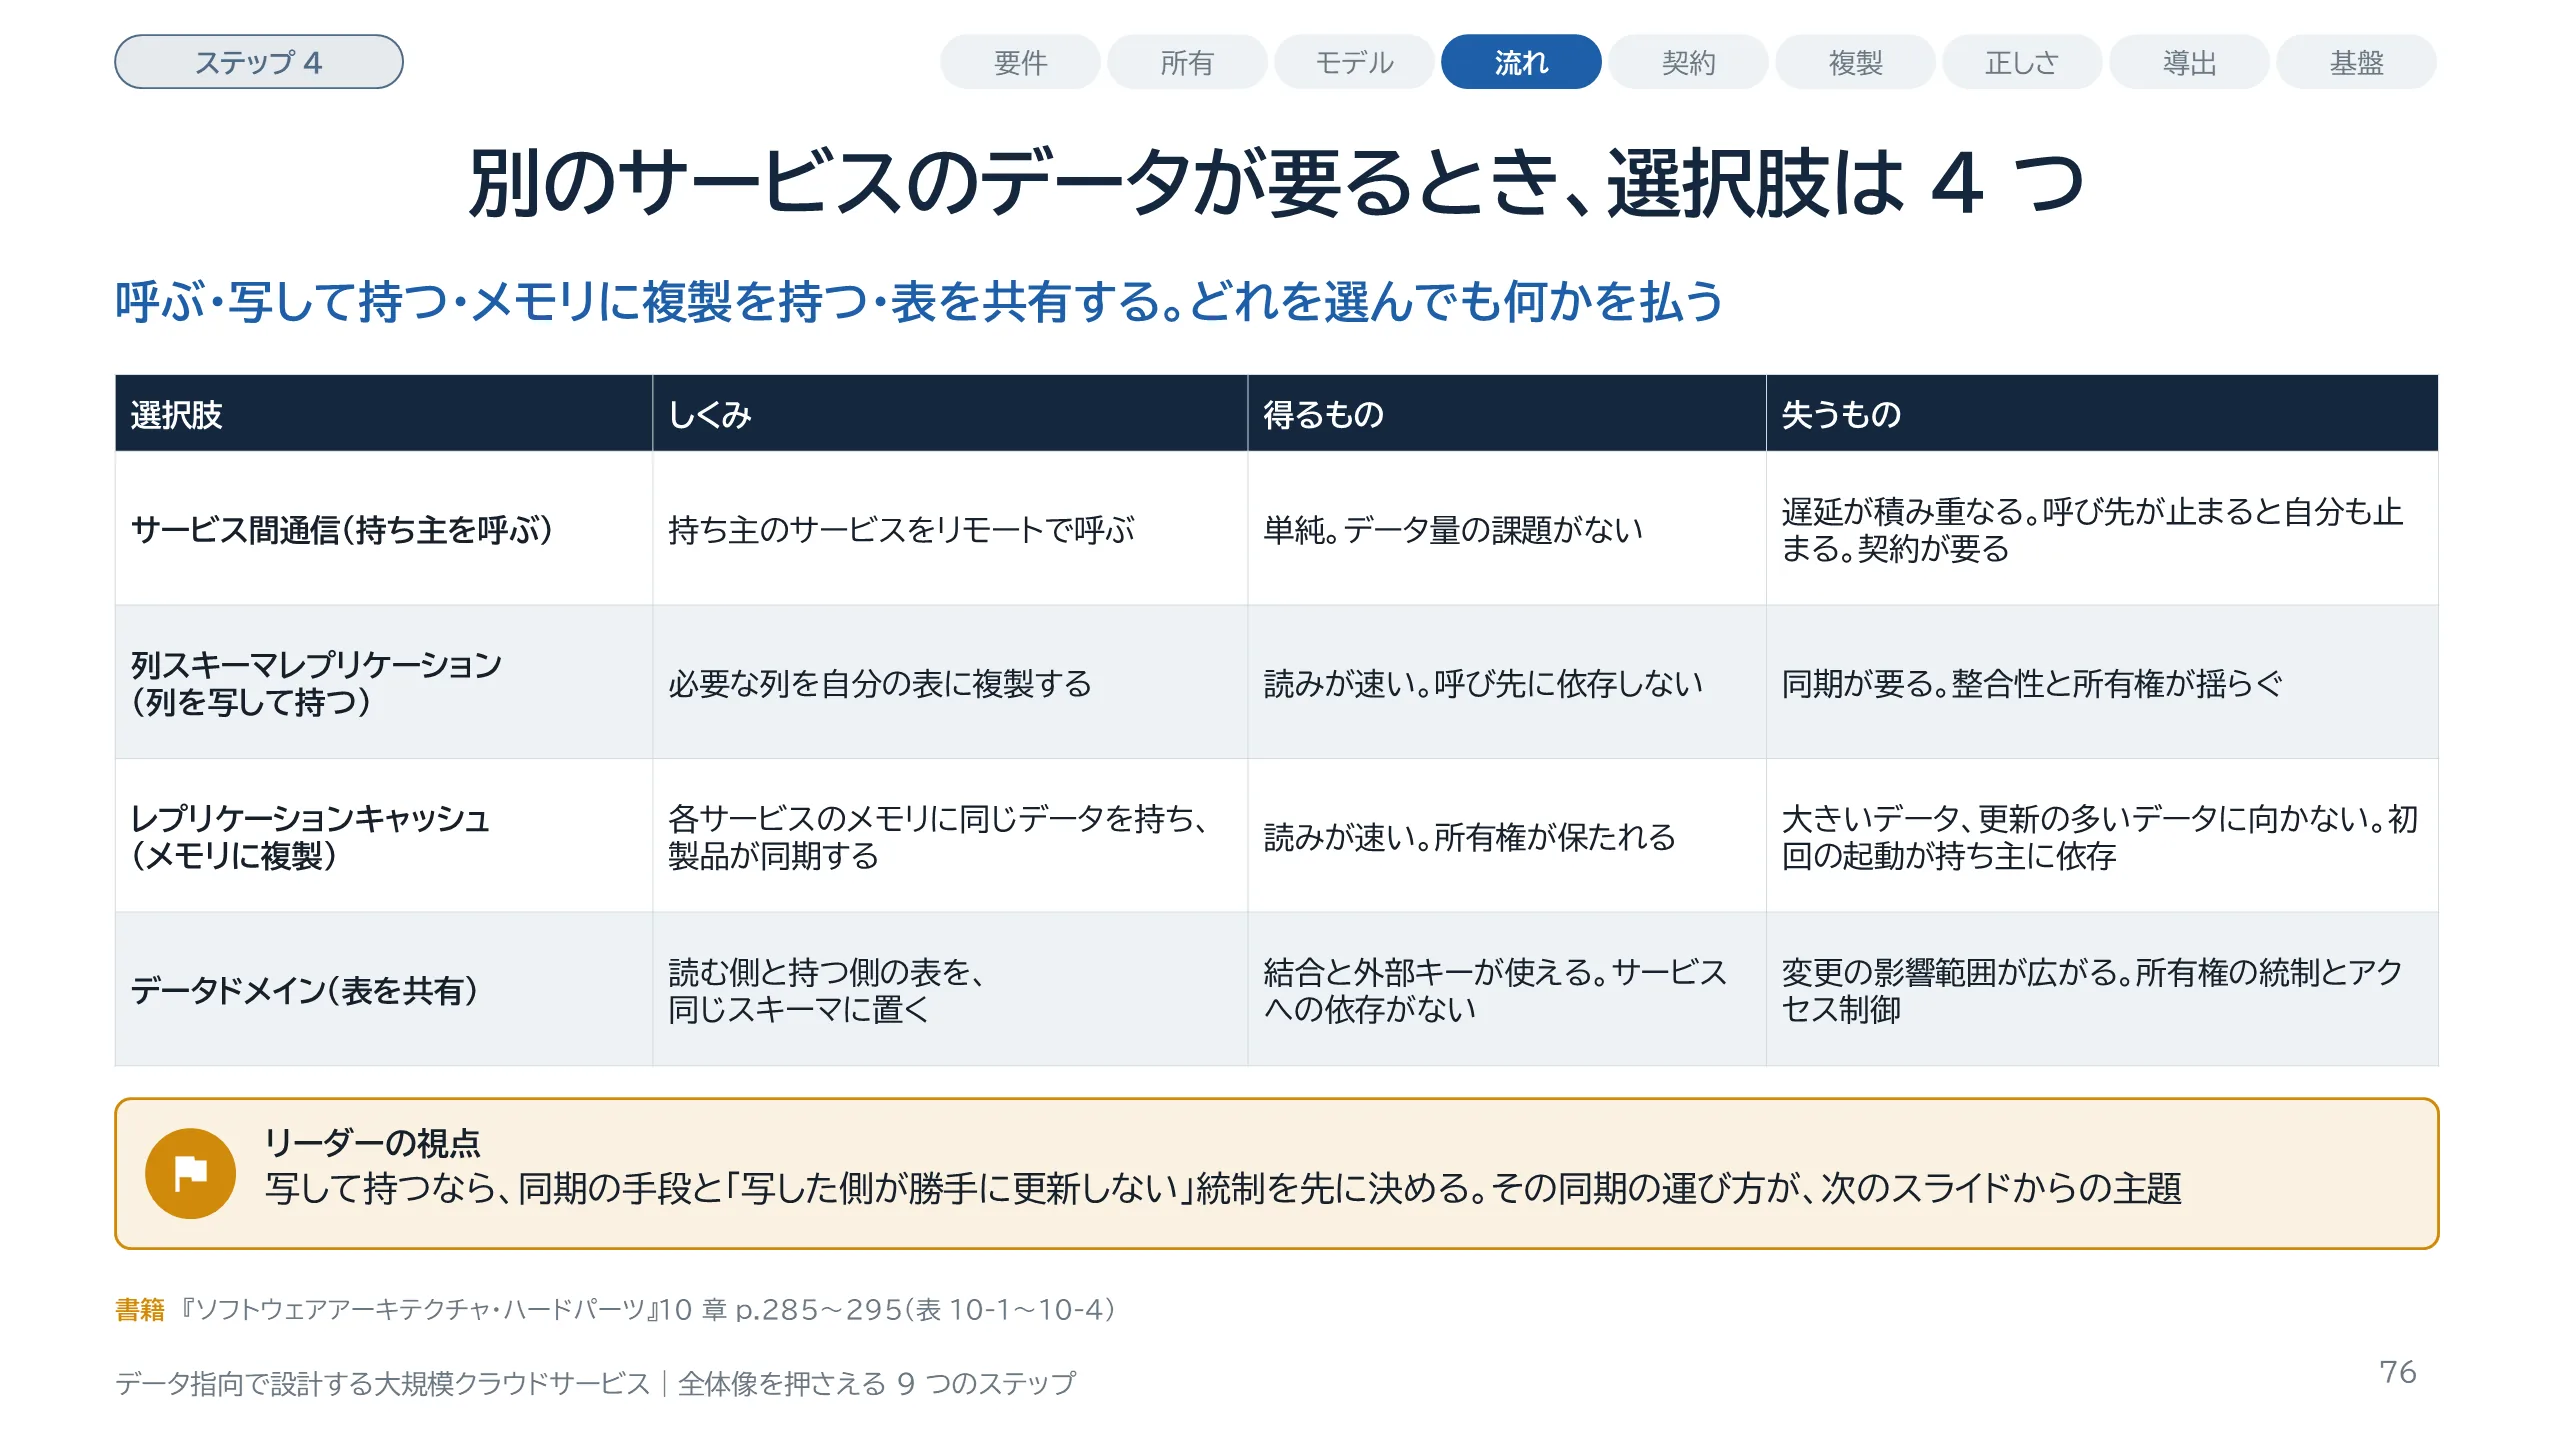 ステップ 4
要件
所有
モデル
流れ
契約
複製
正しさ
導出
基盤
別のサービスのデータが要るとき、選択肢は 4 つ
呼ぶ・写して持つ・メモリに複製を持つ・表を共有する。どれを選んでも何かを払う
選択肢
しくみ
得るもの
失うもの
サービス間通信（持ち主を呼ぶ）
持ち主のサービスをリモートで呼ぶ
単純。データ量の課題がない
遅延が積み重なる。呼び先が止まると自分も止
まる。契約が要る
列スキーマレプリケーション
（列を写して持つ）
必要な列を自分の表に複製する
読みが速い。呼び先に依存しない
同期が要る。整合性と所有権が揺らぐ
レプリケーションキャッシュ
（メモリに複製）
各サービスのメモリに同じデータを持ち、
製品が同期する
読みが速い。所有権が保たれる
大きいデータ、更新の多いデータに向かない。初
回の起動が持ち主に依存
データドメイン（表を共有）
読む側と持つ側の表を、
同じスキーマに置く
結合と外部キーが使える。サービス
への依存がない
変更の影響範囲が広がる。所有権の統制とアク
セス制御
リーダーの視点
写して持つなら、同期の手段と「写した側が勝手に更新しない」統制を先に決める。その同期の運び方が、次のスライドからの主題
書籍 『ソフトウェアアーキテクチャ・ハードパーツ』10 章 p.285～295（表 10-1～10-4）
データ指向で設計する大規模クラウドサービス｜全体像を押さえる 9 つのステップ
76